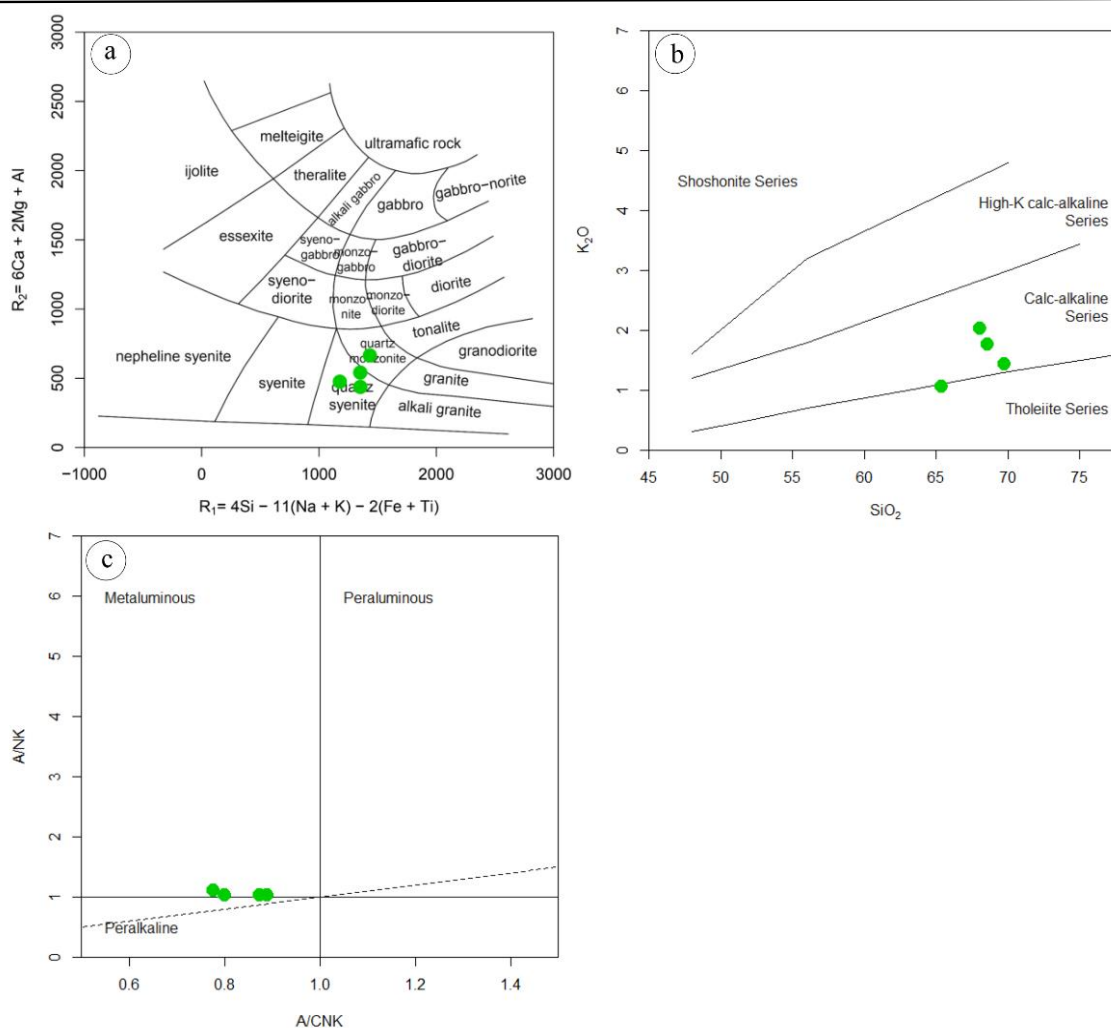 a
3000
2500
2000
1500
1000
500
0
R2= 6Ca + 2Mg + Al
melteigite
ultramafic rock
ijolite
theralite
alkali gabbro
gabbro
gabbro−norite
essexite
syeno−
gabbro
monzo−
gabbro
gabbro−
diorite
syeno−
diorite
monzo−
nite
monzo−
diorite
diorite
tonalite
nepheline syenite
quartz
monzonite
granodiorite
syenite
quartz
syenite
granite
alkali granite
−1000 0 1000 2000 3000
R1= 4Si − 11(Na + K) − 2(Fe + Ti)
b
7
6
5
4
3
2
1
0
K2O
Shoshonite Series
High-K calc-alkaline
Series
Calc-alkaline
Series
Tholeiite Series
45 50 55 60 65 70 75
SiO2
c
7
6
5
4
3
2
1
0
A/NK
Metaluminous
Peraluminous
Peralkaline
0.6 0.8 1.0 1.2 1.4
A/CNK